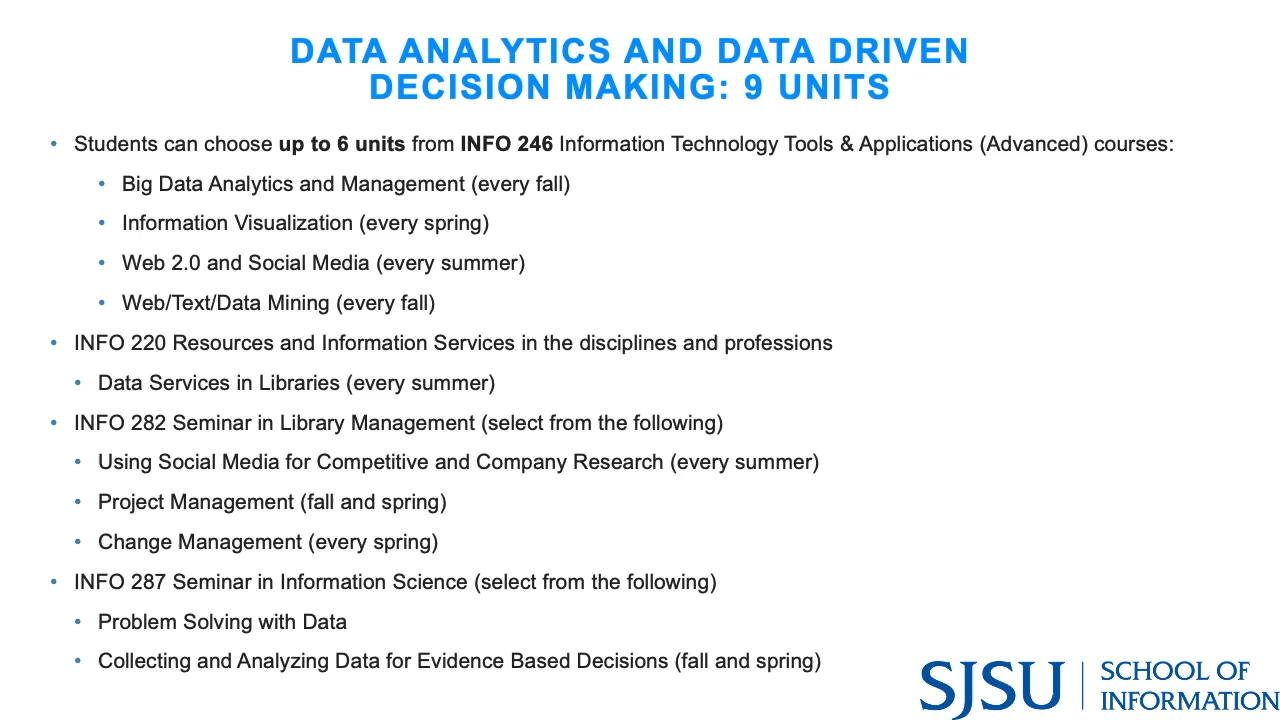 DATA ANALYTICS AND DATA DRIVEN
DECISION MAKING: 9 UNITS
• Students can choose up to 6 units from INFO 246 Information Technology Tools & Applications (Advanced) courses:
• Big Data Analytics and Management (every fall)
• Information Visualization (every spring)
• Web 2.0 and Social Media (every summer)
• Web/Text/Data Mining (every fall)
• INFO 220 Resources and Information Services in the disciplines and professions
• Data Services in Libraries (every summer)
• INFO 282 Seminar in Library Management (select from the following)
• Using Social Media for Competitive and Company Research (every summer)
• Project Management (fall and spring)
• Change Management (every spring)
• INFO 287 Seminar in Information Science (select from the following)
• Problem Solving with Data
• Collecting and Analyzing Data for Evidence Based Decisions (fall and spring)
SJSU | SCHOOL OF
INFORMATION